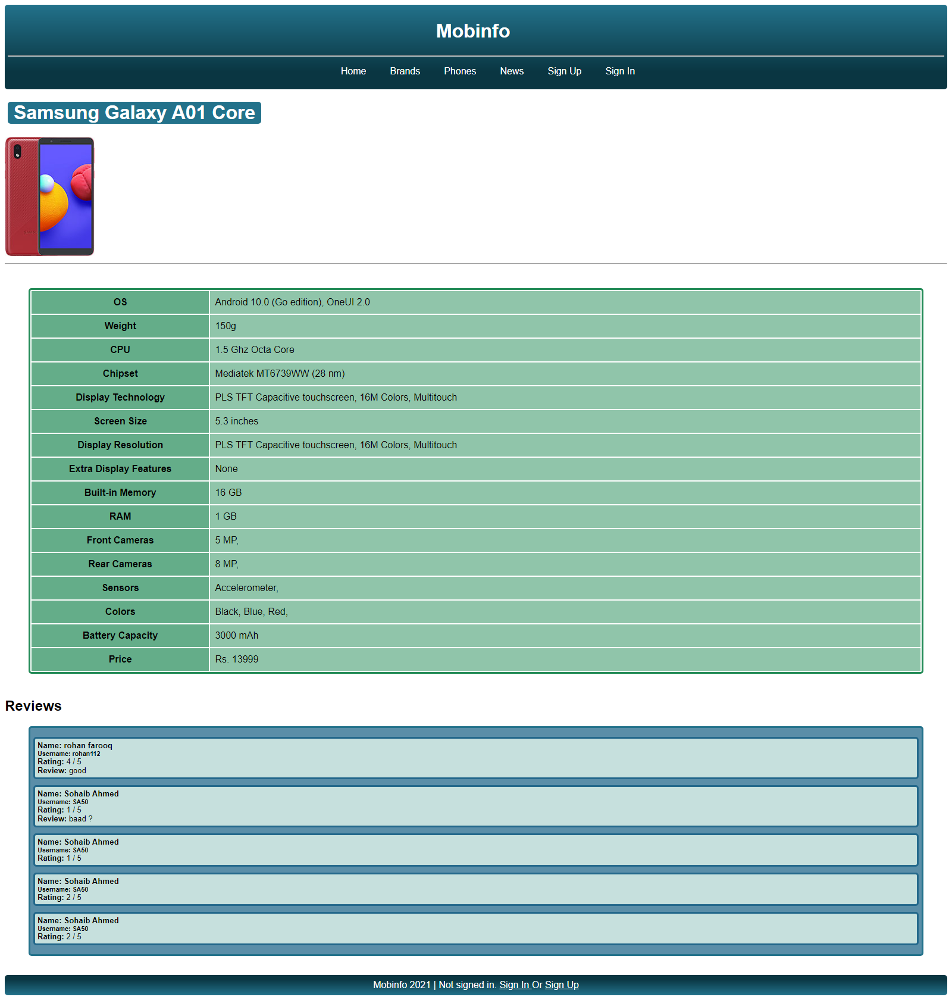 Mobinfo
Home Brands Phones News Sign Up Sign In
Samsung Galaxy A01 Core
OS Android 10.0 (Go edition), OneUI 2.0
Weight 150g
CPU 1.5 Ghz Octa Core
Chipset Mediatek MT6739WW (28 nm)
Display Technology PLS TFT Capacitive touchscreen, 16M Colors, Multitouch
Screen Size 5.3 inches
Display Resolution PLS TFT Capacitive touchscreen, 16M Colors, Multitouch
Extra Display Features None
Built-in Memory 16 GB
RAM 1 GB
Front Cameras 5 MP,
Rear Cameras 8 MP,
Sensors Accelerometer,
Colors Black, Blue, Red,
Battery Capacity 3000 mAh
Price Rs. 13999
Reviews
Name: rohan farooq
Username: rohan112
Rating: 4 / 5
Review: good
Name: Sohaib Ahmed
Username: SA50
Rating: 1 / 5
Review: baad ?
Name: Sohaib Ahmed
Username: SA50
Rating: 1 / 5
Name: Sohaib Ahmed
Username: SA50
Rating: 2 / 5
Name: Sohaib Ahmed
Username: SA50
Rating: 2 / 5
Mobinfo 2021 | Not signed in. Sign In Or Sign Up